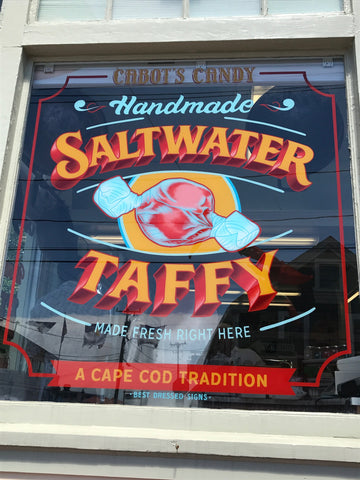 CABOT'S CANDY
Handmade
SALTWATER
TAFFY
MADE FRESH RIGHT HERE
A CAPE COD TRADITION
-BEST DRESSED SIGNS-